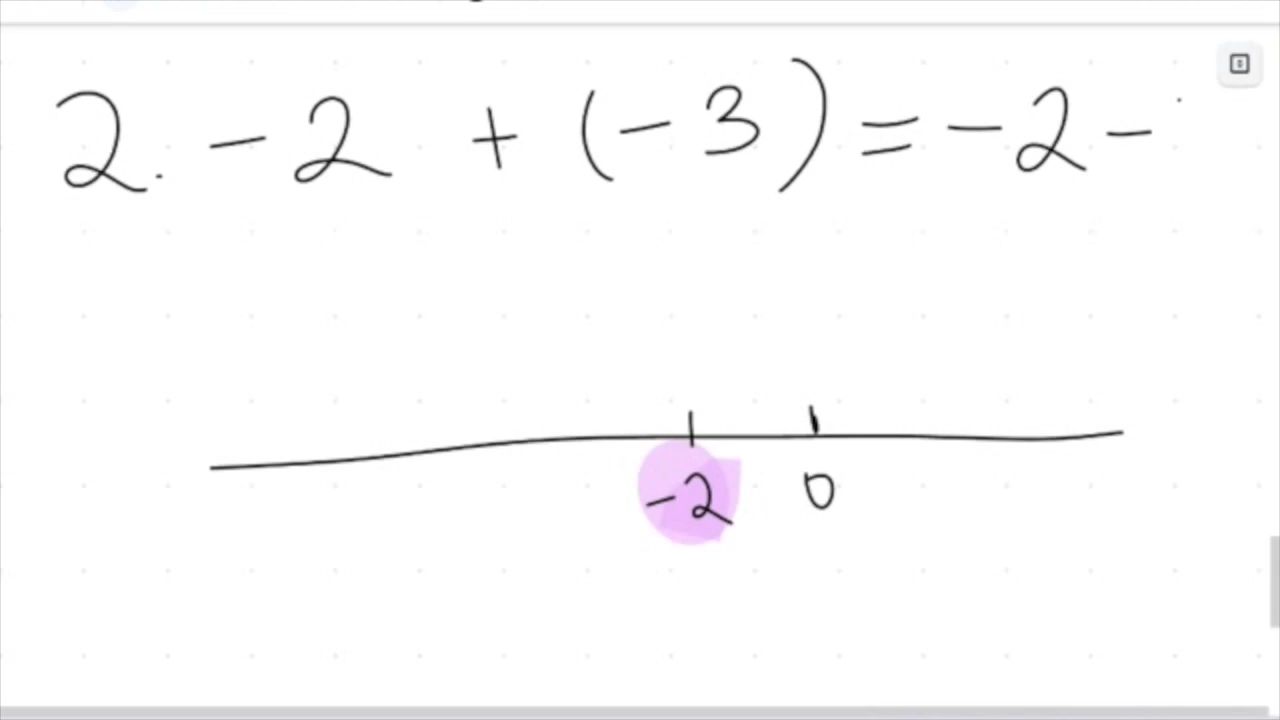 2. -2 + (-3) = -2 -
-2 0